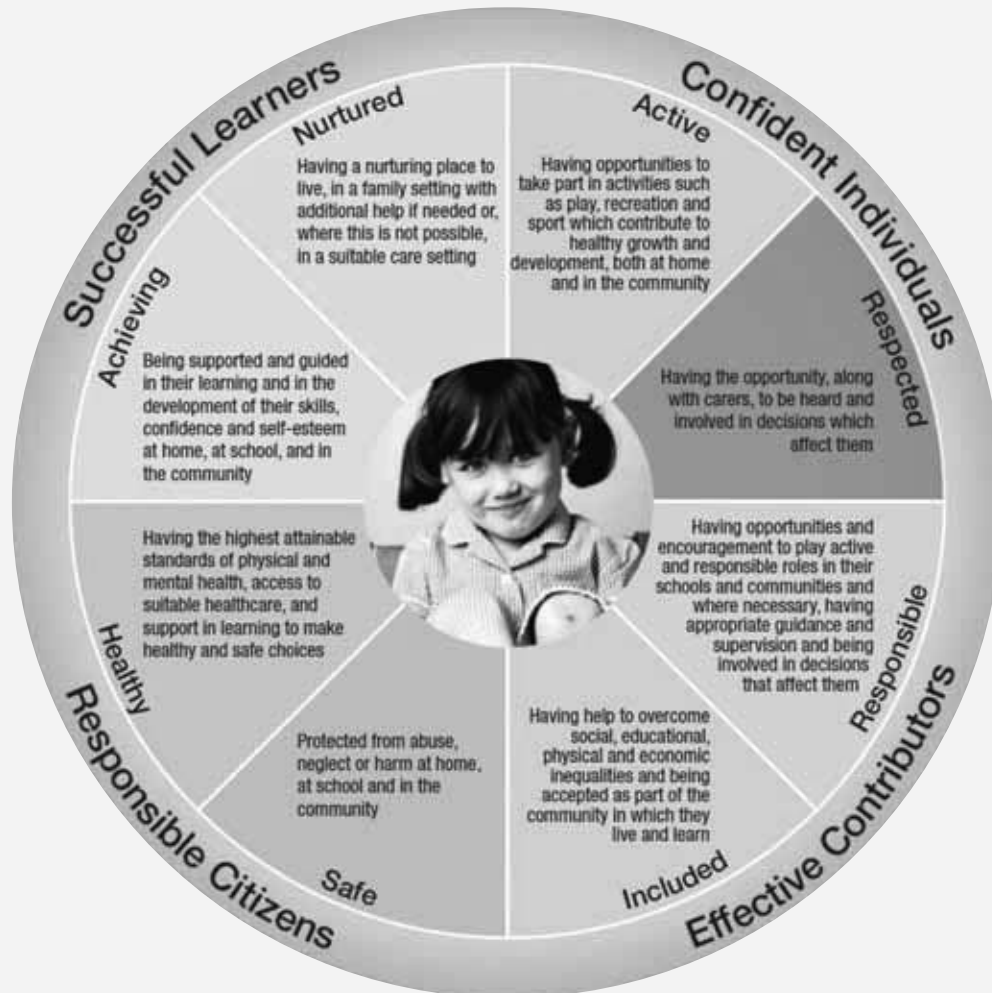 Successful Learners
Confident Individuals
Nurtured
Having a nurturing place to
live, in a family setting with
additional help if needed or,
where this is not possible,
in a suitable care setting
Active
Having opportunities to
take part in activities such
as play, recreation and
sport which contribute to
healthy growth and
development, both at home
and in the community
Achieving
Being supported and guided
in their learning and in the
development of their skills,
confidence and self-esteem
at home, at school, and in
the community
Respected
Having the opportunity, along
with carers, to be heard and
involved in decisions which
affect them
Healthy
Having the highest attainable
standards of physical and
mental health, access to
suitable healthcare, and
support in learning to make
healthy and safe choices
Responsible
Having opportunities and
encouragement to play active
and responsible roles in their
schools and communities and
where necessary, having
appropriate guidance and
supervision and being
involved in decisions
that affect them
Safe
Protected from abuse,
neglect or harm at home,
at school and in the
community
Included
Having help to overcome
social, educational,
physical and economic
inequalities and being
accepted as part of the
community in which they
live and learn
Responsible Citizens
Effective Contributors